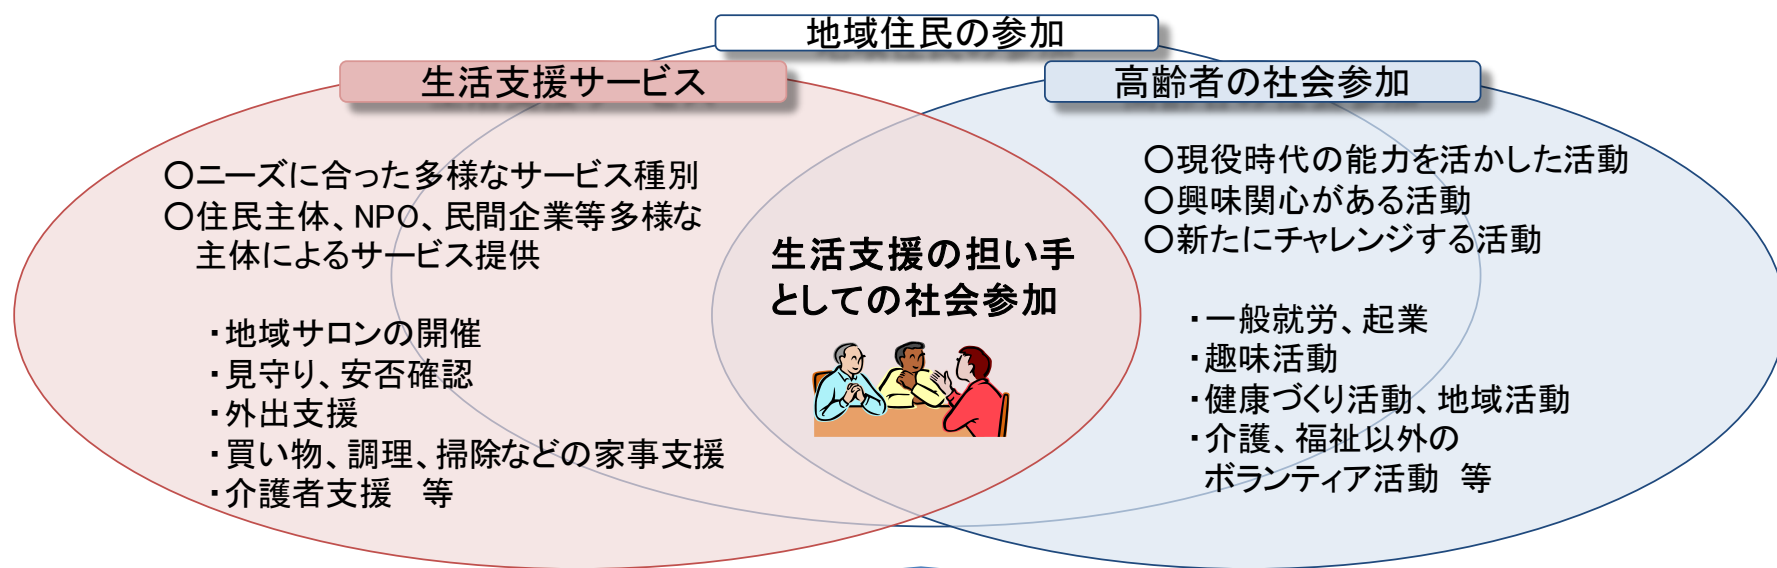 地域住民の参加
生活支援サービス
高齢者の社会参加
〇ニーズに合った多様なサービス種別
〇住民主体、NPO、民間企業等多様な
主体によるサービス提供
・地域サロンの開催
・見守り、安否確認
・外出支援
・買い物、調理、掃除などの家事支援
・介護者支援　等
生活支援の担い手
としての社会参加
〇現役時代の能力を活かした活動
〇興味関心がある活動
〇新たにチャレンジする活動
・一般就労、起業
・趣味活動
・健康づくり活動、地域活動
・介護、福祉以外の
ボランティア活動　等